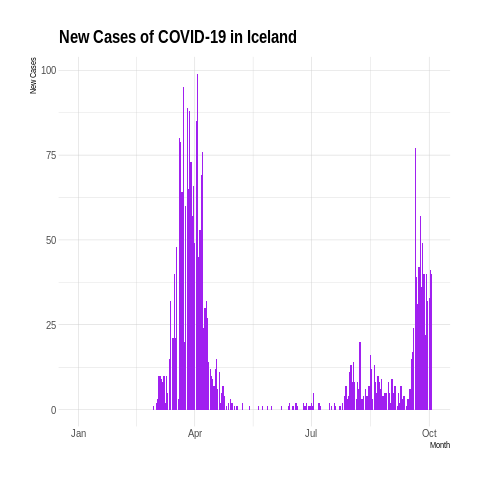 New Cases of COVID-19 in Iceland
New Cases
100
75
50
25
0
Jan Apr Jul Oct
Month